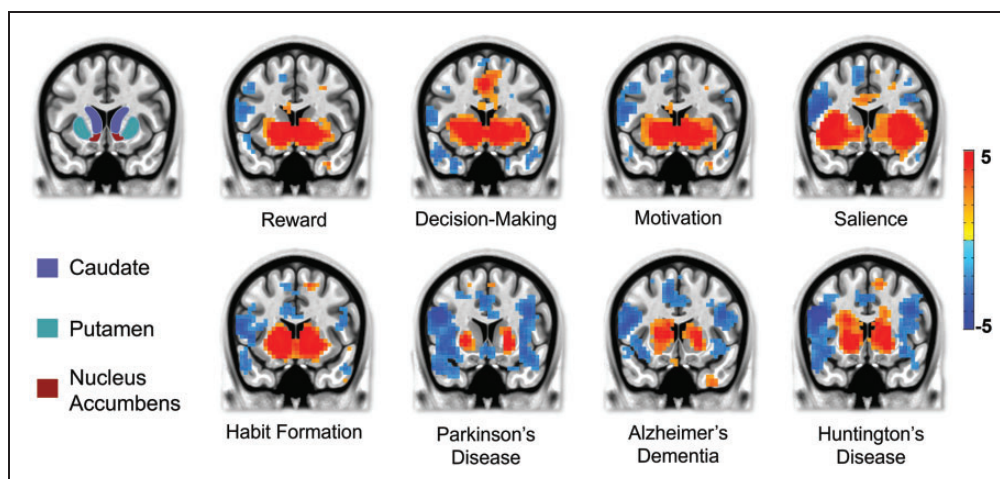 Reward
Decision-Making
Motivation
Salience
Caudate
Putamen
Nucleus
Accumbens
Habit Formation
Parkinson's
Disease
Alzheimer's
Dementia
Huntington's
Disease
5
-5